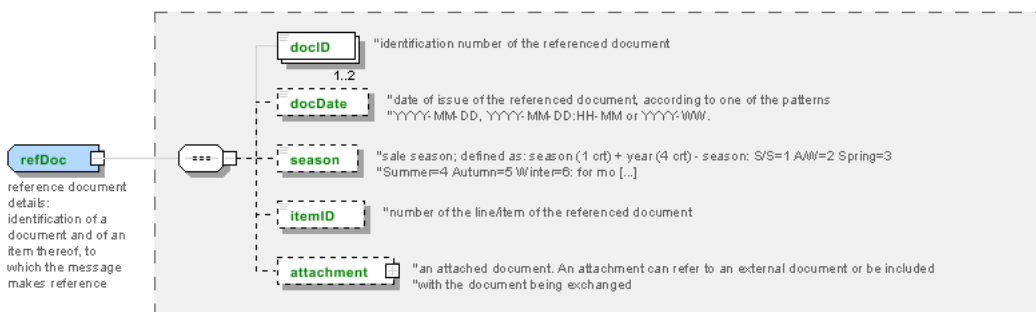 docID
"identification number of the referenced document
1..2
docDate
"date of issue of the referenced document, according to one of the patterns
"YYYY-MM-DD, YYYY-MM-DD:HH-MM or YYYY-WW.
refDoc
season
"sale season; defined as: season (1 crt) + year (4 crt) - season: S/S=1 A/W=2 Spring=3
"Summer=4 Autumn=5 Winter=6: for mo [...]
reference document
details:
identification of a
document and of an
item thereof, to
which the message
makes reference
itemID
"number of the line/item of the referenced document
attachment
"an attached document. An attachment can refer to an external document or be included
"with the document being exchanged